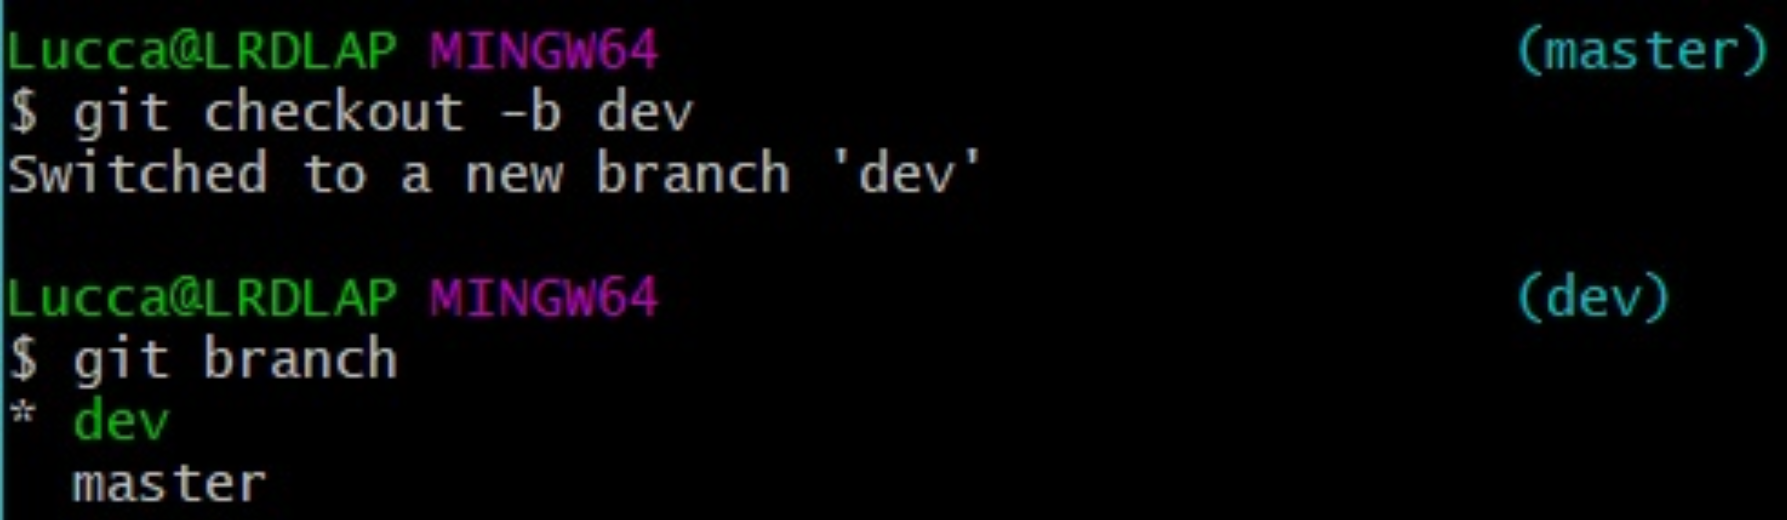 Lucca@LRDLAP MINGW64 (master)
$ git checkout -b dev
Switched to a new branch 'dev'
Lucca@LRDLAP MINGW64 (dev)
$ git branch
* dev
master